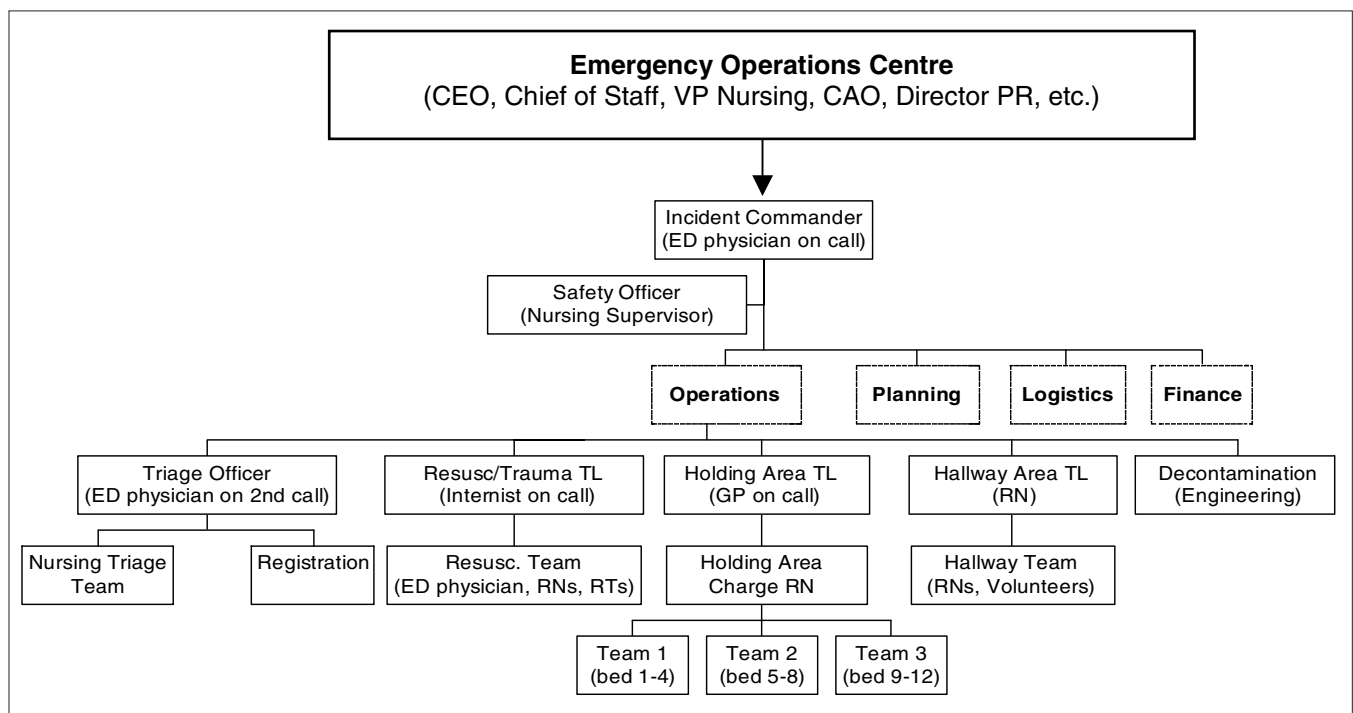 Emergency Operations Centre
(CEO, Chief of Staff, VP Nursing, CAO, Director PR, etc.)
Incident Commander
(ED physician on call)
Safety Officer
(Nursing Supervisor)
Operations
Planning
Logistics
Finance
Triage Officer
(ED physician on 2nd call)
Resusc/Trauma TL
(Internist on call)
Holding Area TL
(GP on call)
Hallway Area TL
(RN)
Decontamination
(Engineering)
Nursing Triage
Team
Registration
Resusc. Team
(ED physician, RNs, RTs)
Holding Area
Charge RN
Hallway Team
(RNs, Volunteers)
Team 1
(bed 1-4)
Team 2
(bed 5-8)
Team 3
(bed 9-12)